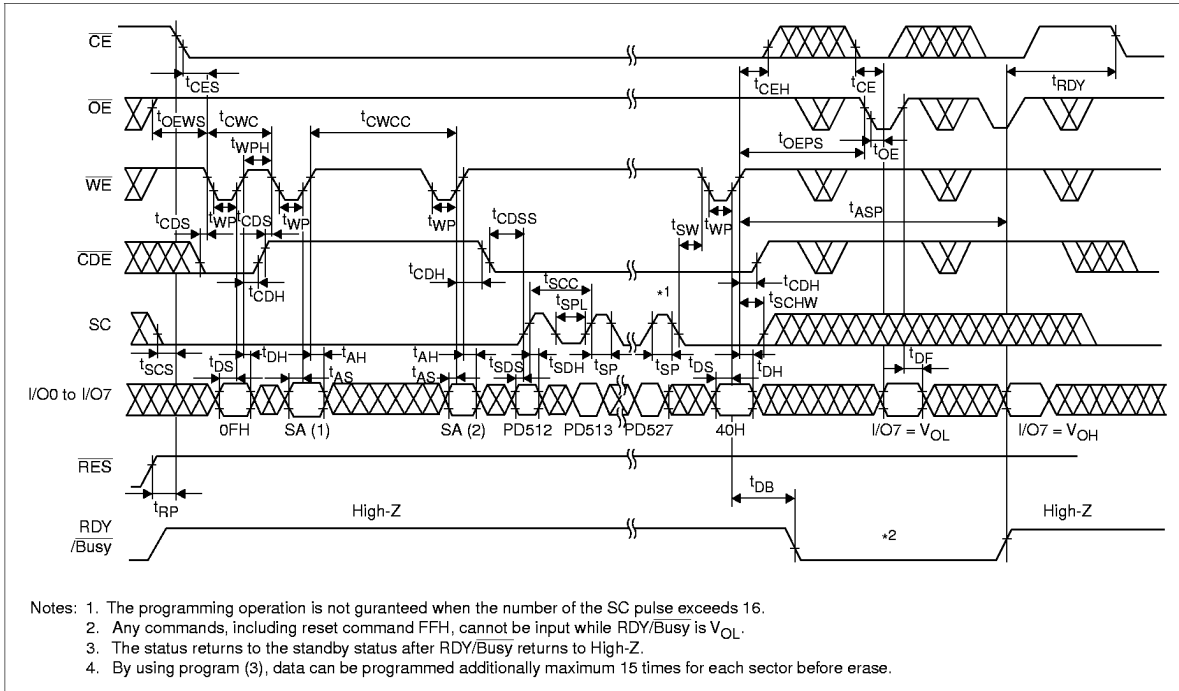 CE
tCES
tCEH
tCE
tRDY
OE
tOEWS
tCWC
tCWCC
tWPH
tOEPS
tOE
WE
tWP
tCDS
tWP
tWP
tWP
tASP
tCDS
tCDSS
tSW
CDE
tCDH
tCDH
tSCC
*1
tCDH
tSPL
tSCHW
SC
tSCS
tDS
tDH
tAH
tAS
tAH
tAS
tSDS
tSDH
tSP
tSP
tDS
tDH
tDF
I/O0 to I/O7
0FH
SA (1)
SA (2)
PD512
PD513
PD527
40H
I/O7 = VOL
I/O7 = VOH
RES
tRP
tDB
High-Z
High-Z
RDY
/Busy
*2
Notes: 1. The programming operation is not guranteed when the number of the SC pulse exceeds 16.
2. Any commands, including reset command FFH, cannot be input while RDY/Busy is VOL.
3. The status returns to the standby status after RDY/Busy returns to High-Z.
4. By using program (3), data can be programmed additionally maximum 15 times for each sector before erase.